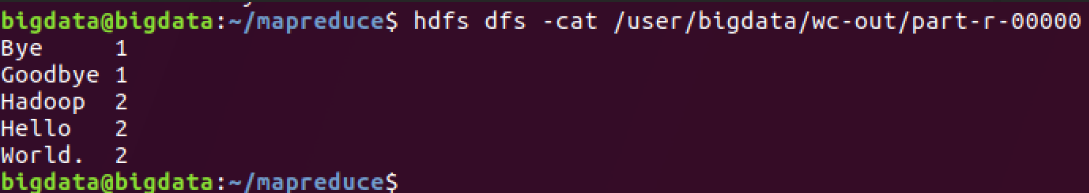 bigdata@bigdata:~/mapreduce$ hdfs dfs -cat /user/bigdata/wc-out/part-r-00000
Bye     1
Goodbye 1
Hadoop  2
Hello   2
World.  2
bigdata@bigdata:~/mapreduce$